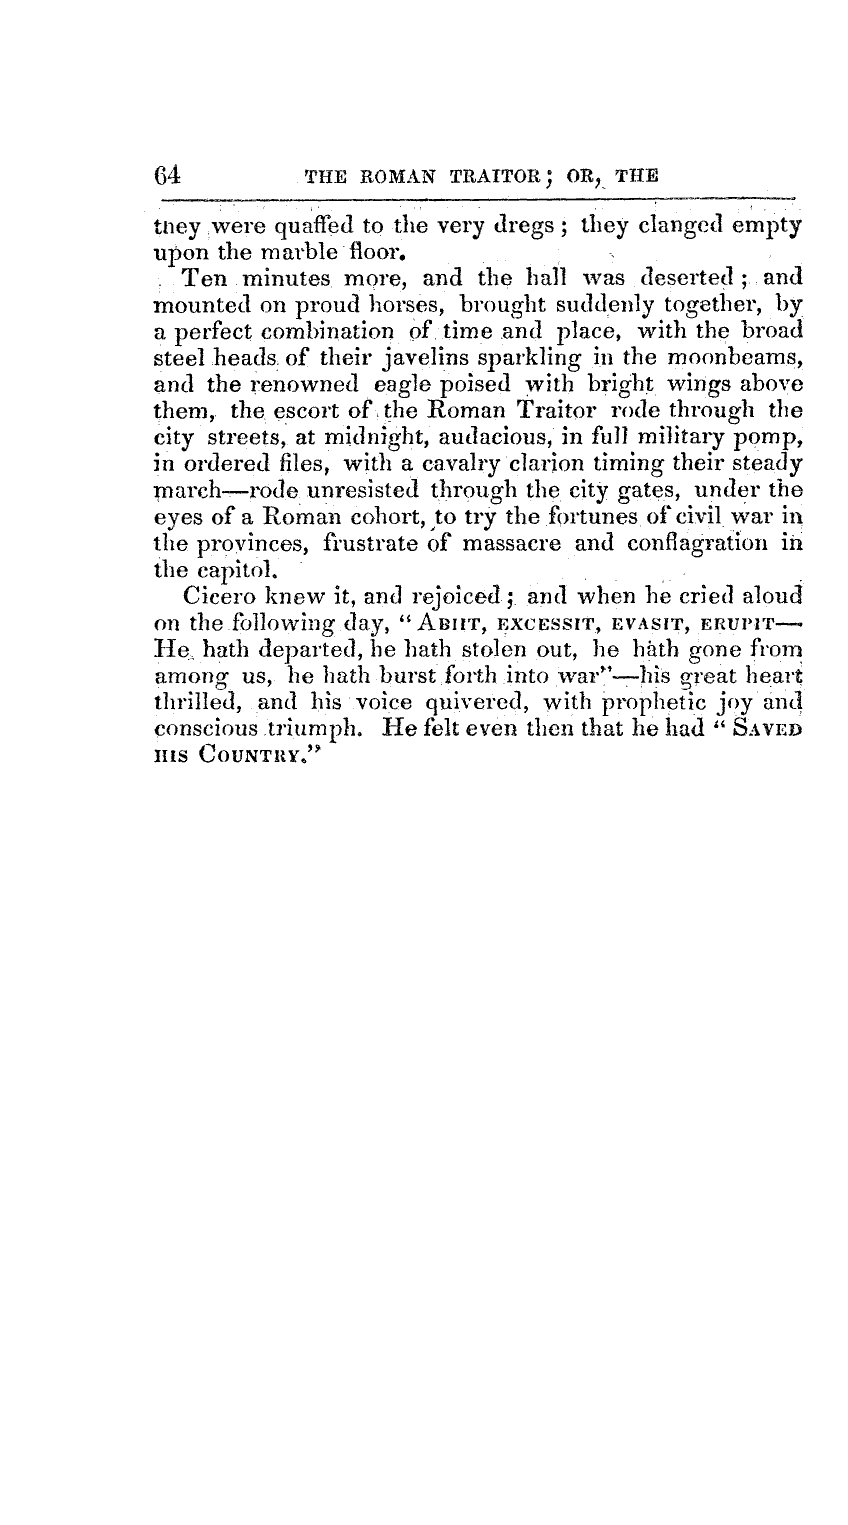 64 THE ROMAN TRAITOR; OR, THE
they were quaffed to the very dregs; they clanged empty
upon the marble floor.
Ten minutes more, and the hall was deserted; and
mounted on proud horses, brought suddenly together, by
a perfect combination of time and place, with the broad
steel heads of their javelins sparkling in the moonbeams,
and the renowned eagle poised with bright wings above
them, the escort of the Roman Traitor rode through the
city streets, at midnight, audacious, in full military pomp,
in ordered files, with a cavalry clarion timing their steady
march—rode unresisted through the city gates, under the
eyes of a Roman cohort, to try the fortunes of civil war in
the provinces, frustrate of massacre and conflagration in
the capitol.
Cicero knew it, and rejoiced; and when he cried aloud
on the following day, "ABIIT, EXCESSIT, EVASIT, ERUPIT—
He hath departed, he hath stolen out, he hath gone from
among us, he hath burst forth into war"—his great heart
thrilled, and his voice quivered, with prophetic joy and
conscious triumph. He felt even then that he had "SAVED
HIS COUNTRY."